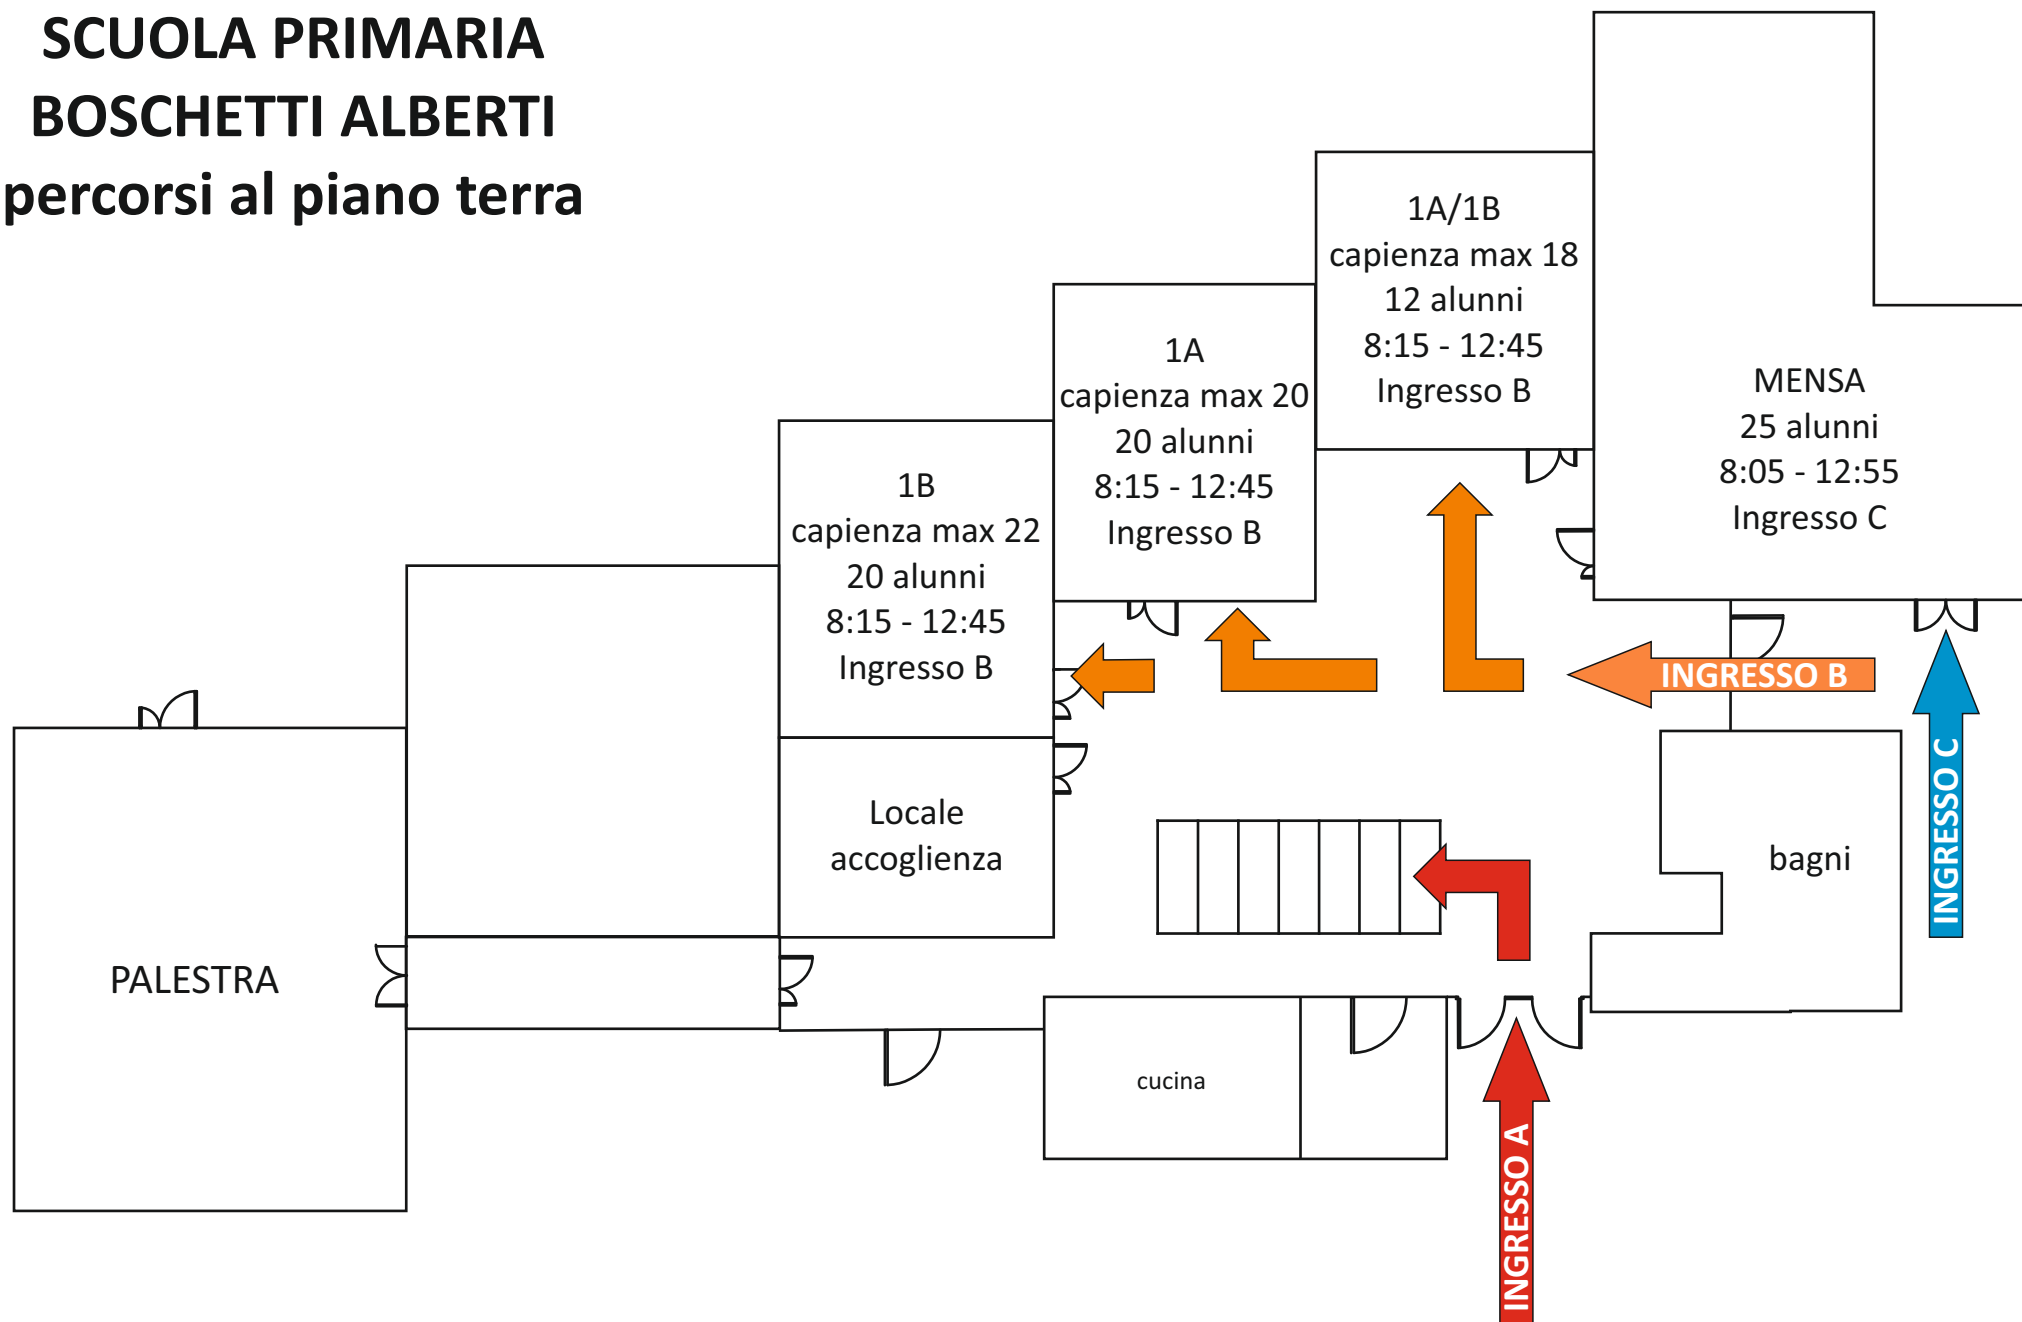 SCUOLA PRIMARIA
BOSCHETTI ALBERTI
percorsi al piano terra
1A/1B
capienza max 18
12 alunni
8:15 - 12:45
Ingresso B
1A
capienza max 20
20 alunni
8:15 - 12:45
Ingresso B
MENSA
25 alunni
8:05 - 12:55
Ingresso C
1B
capienza max 22
20 alunni
8:15 - 12:45
Ingresso B
INGRESSO B
INGRESSO C
Locale
accoglienza
bagni
PALESTRA
cucina
INGRESSO A